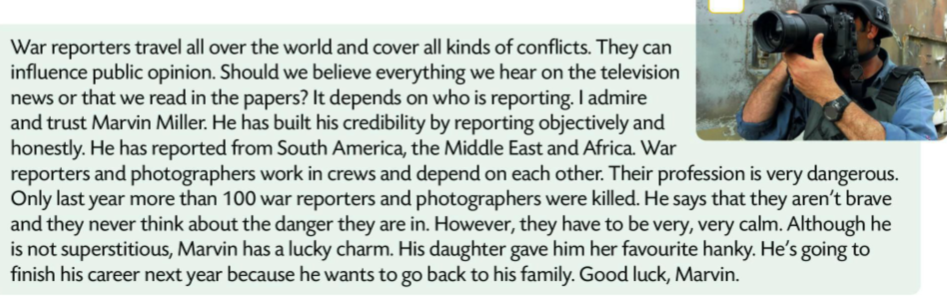 War reporters travel all over the world and cover all kinds of conflicts. They can
influence public opinion. Should we believe everything we hear on the television
news or that we read in the papers? It depends on who is reporting. I admire
and trust Marvin Miller. He has built his credibility by reporting objectively and
honestly. He has reported from South America, the Middle East and Africa. War
reporters and photographers work in crews and depend on each other. Their profession is very dangerous.
Only last year more than 100 war reporters and photographers were killed. He says that they aren't brave
and they never think about the danger they are in. However, they have to be very, very calm. Although he
is not superstitious, Marvin has a lucky charm. His daughter gave him her favourite hanky. He's going to
finish his career next year because he wants to go back to his family. Good luck, Marvin.